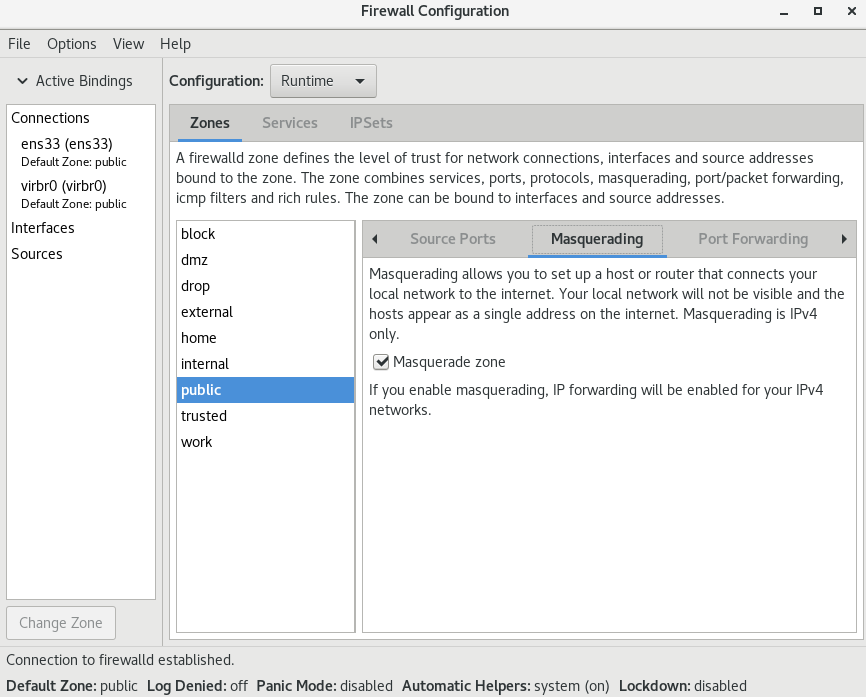 Firewall Configuration
File Options View Help
Active Bindings
Configuration: Runtime
Connections
ens33 (ens33)
Default Zone: public
virbr0 (virbr0)
Default Zone: public
Interfaces
Sources
Change Zone
Zones Services IPSets
A firewalld zone defines the level of trust for network connections, interfaces and source addresses
bound to the zone. The zone combines services, ports, protocols, masquerading, port/packet forwarding,
icmp filters and rich rules. The zone can be bound to interfaces and source addresses.
block
dmz
drop
external
home
internal
public
trusted
work
Source Ports Masquerading Port Forwarding
Masquerading allows you to set up a host or router that connects your
local network to the internet. Your local network will not be visible and the
hosts appear as a single address on the internet. Masquerading is IPv4
only.
Masquerade zone
If you enable masquerading, IP forwarding will be enabled for your IPv4
networks.
Connection to firewalld established.
Default Zone: public Log Denied: off Panic Mode: disabled Automatic Helpers: system (on) Lockdown: disabled